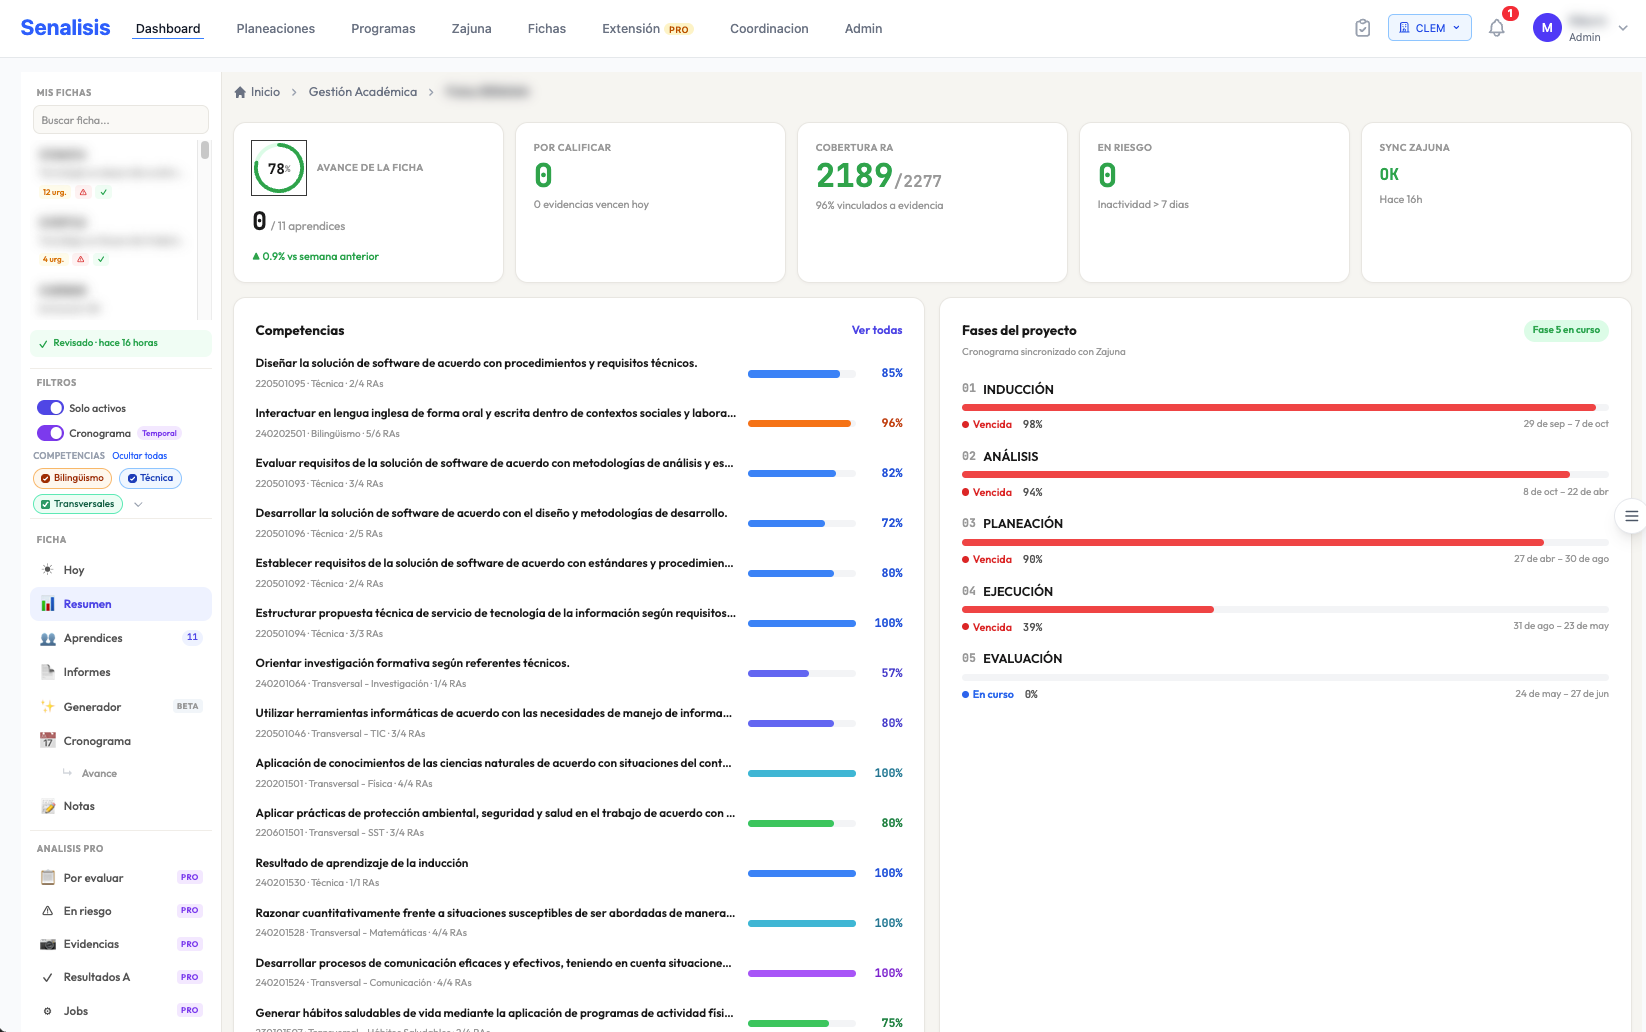 Senalisis
Dashboard
Planeaciones
Programas
Zajuna
Fichas
Extensión PRO
Coordinacion
Admin
CLEM
1
M
Admin
MIS FICHAS
Buscar ficha...
12 urg.
4 urg.
Revisado · hace 16 horas
FILTROS
Solo activos
Cronograma Temporal
COMPETENCIAS Ocultar todas
Bilingüismo
Técnica
Transversales
FICHA
Hoy
Resumen
Aprendices 11
Informes
Generador BETA
Cronograma
Avance
Notas
ANALISIS PRO
Por evaluar PRO
En riesgo PRO
Evidencias PRO
Resultados A PRO
Jobs PRO
Inicio
Gestión Académica
78%
AVANCE DE LA FICHA
0 / 11 aprendices
▲ 0.9% vs semana anterior
POR CALIFICAR
0
0 evidencias vencen hoy
COBERTURA RA
2189/2277
96% vinculados a evidencia
EN RIESGO
0
Inactividad > 7 dias
SYNC ZAJUNA
OK
Hace 16h
Competencias
Ver todas
Diseñar la solución de software de acuerdo con procedimientos y requisitos técnicos.
220501095 · Técnica · 2/4 RAs
85%
Interactuar en lengua inglesa de forma oral y escrita dentro de contextos sociales y labora...
240202501 · Bilingüismo · 5/6 RAs
96%
Evaluar requisitos de la solución de software de acuerdo con metodologías de análisis y es...
220501093 · Técnica · 3/4 RAs
82%
Desarrollar la solución de software de acuerdo con el diseño y metodologías de desarrollo.
220501096 · Técnica · 2/5 RAs
72%
Establecer requisitos de la solución de software de acuerdo con estándares y procedimien...
220501092 · Técnica · 2/4 RAs
80%
Estructurar propuesta técnica de servicio de tecnología de la información según requisitos...
220501094 · Técnica · 3/3 RAs
100%
Orientar investigación formativa según referentes técnicos.
240201064 · Transversal - Investigación · 1/4 RAs
57%
Utilizar herramientas informáticas de acuerdo con las necesidades de manejo de informa...
220501046 · Transversal - TIC · 3/4 RAs
80%
Aplicación de conocimientos de las ciencias naturales de acuerdo con situaciones del cont...
220201501 · Transversal - Física · 4/4 RAs
100%
Aplicar prácticas de protección ambiental, seguridad y salud en el trabajo de acuerdo con ...
220601501 · Transversal - SST · 3/4 RAs
80%
Resultado de aprendizaje de la inducción
240201530 · Técnica · 1/1 RAs
100%
Razonar cuantitativamente frente a situaciones susceptibles de ser abordadas de manera...
240201528 · Transversal - Matemáticas · 4/4 RAs
100%
Desarrollar procesos de comunicación eficaces y efectivos, teniendo en cuenta situacione...
240201524 · Transversal - Comunicación · 4/4 RAs
100%
Generar hábitos saludables de vida mediante la aplicación de programas de actividad físi...
75%
Fases del proyecto
Fase 5 en curso
Cronograma sincronizado con Zajuna
01 INDUCCIÓN
Vencida 98%
29 de sep – 7 de oct
02 ANÁLISIS
Vencida 94%
8 de oct – 22 de abr
03 PLANEACIÓN
Vencida 90%
27 de abr – 30 de ago
04 EJECUCIÓN
Vencida 39%
31 de ago – 23 de may
05 EVALUACIÓN
En curso 0%
24 de may – 27 de jun